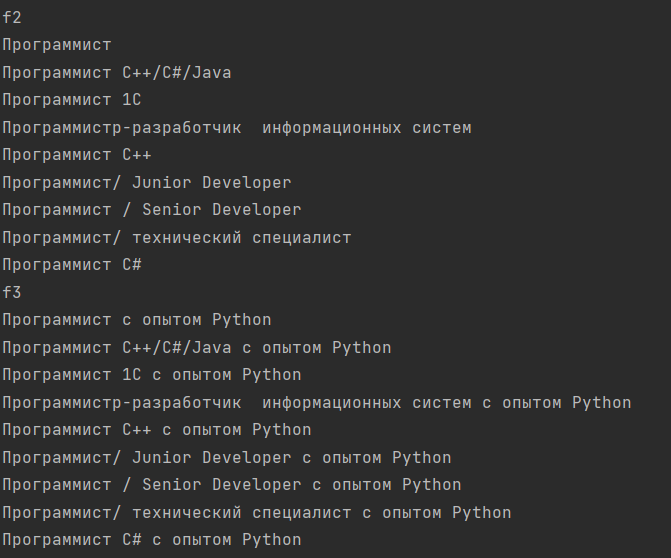 f2
Программист
Программист C++/C#/Java
Программист 1C
Программистр-разработчик  информационных систем
Программист C++
Программист/ Junior Developer
Программист / Senior Developer
Программист/ технический специалист
Программист C#
f3
Программист с опытом Python
Программист C++/C#/Java с опытом Python
Программист 1C с опытом Python
Программистр-разработчик  информационных систем с опытом Python
Программист C++ с опытом Python
Программист/ Junior Developer с опытом Python
Программист / Senior Developer с опытом Python
Программист/ технический специалист с опытом Python
Программист C# с опытом Python